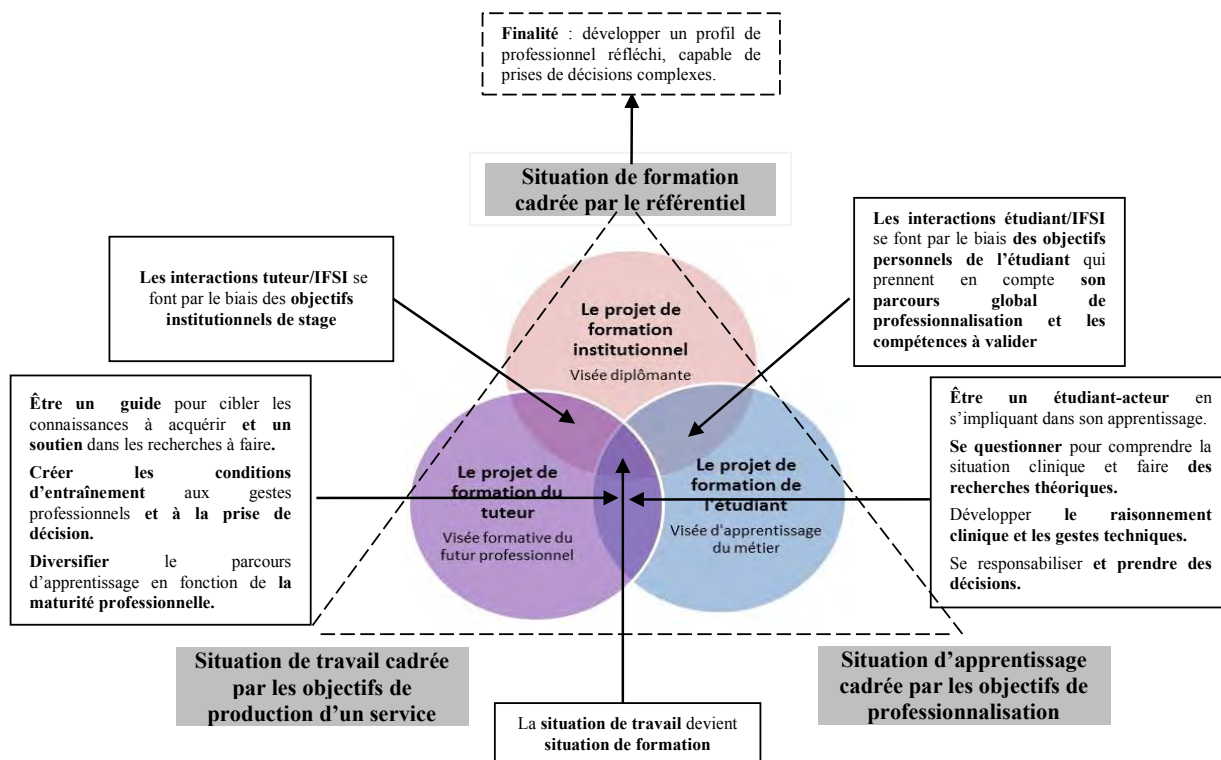 Finalité : développer un profil de
professionnel réfléchi, capable de
prises de décisions complexes.
Situation de formation
cadrée par le référentiel
Les interactions tuteur/IFSI se
font par le biais des objectifs
institutionnels de stage
Les interactions étudiant/IFSI
se font par le biais des objectifs
personnels de l'étudiant qui
prennent en compte son
parcours global de
professionnalisation et les
compétences à valider
Le projet de
formation
institutionnel
Visée diplômante
Être un guide pour cibler les
connaissances à acquérir et un
soutien dans les recherches à faire.
Créer les conditions
d'entraînement aux gestes
professionnels et à la prise de
décision.
Diversifier le parcours
d'apprentissage en fonction de la
maturité professionnelle.
Le projet de
formation du
tuteur
Visée formative du
futur professionnel
Le projet de
formation de
l'étudiant
Visée d'apprentissage
du métier
Être un étudiant-acteur en
s'impliquant dans son apprentissage.
Se questionner pour comprendre la
situation clinique et faire des
recherches théoriques.
Développer le raisonnement
clinique et les gestes techniques.
Se responsabiliser et prendre des
décisions.
Situation de travail cadrée
par les objectifs de
production d'un service
La situation de travail devient
situation de formation
Situation d'apprentissage
cadrée par les objectifs de
professionnalisation